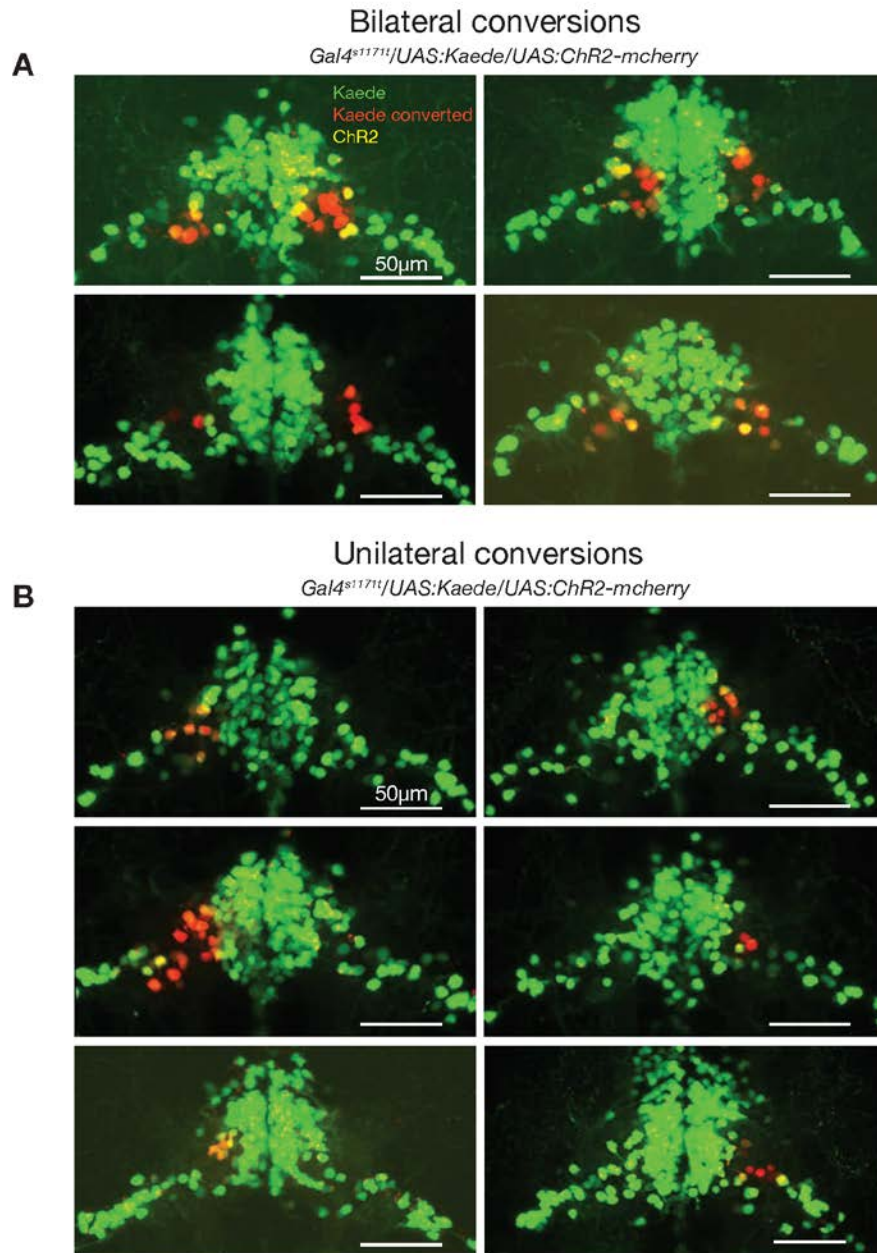 Bilateral conversions
Gal4s1171t/UAS:Kaede/UAS:ChR2-mcherry
A
Kaede
Kaede converted
ChR2
50µm
Unilateral conversions
Gal4s1171t/UAS:Kaede/UAS:ChR2-mcherry
B
50µm